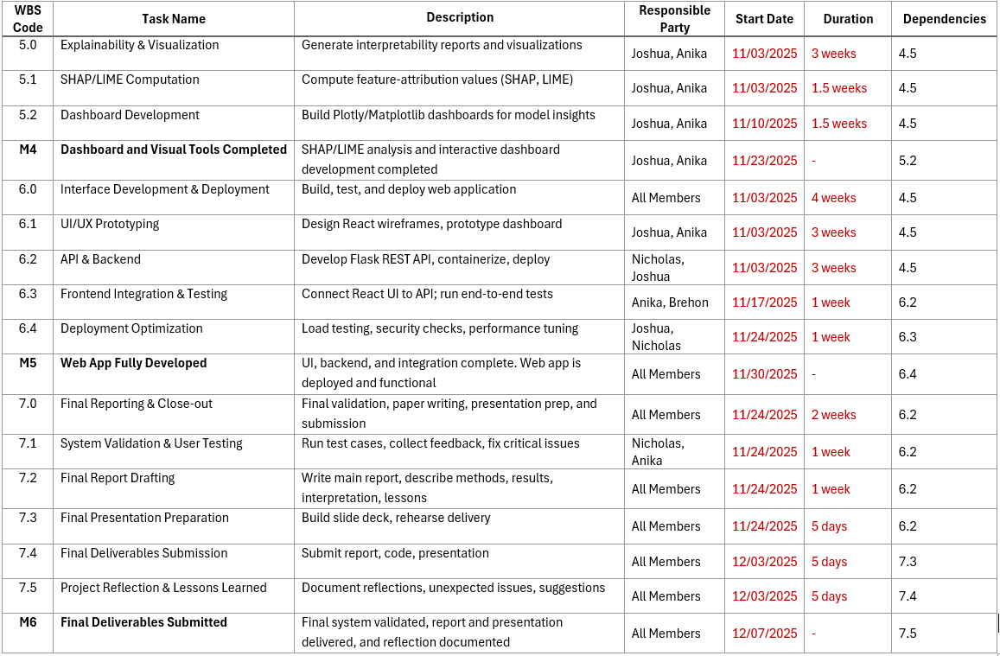 WBS Code Task Name Description Responsible Party Start Date Duration Dependencies
5.0 Explainability & Visualization Generate interpretability reports and visualizations Joshua, Anika 11/03/2025 3 weeks 4.5
5.1 SHAP/LIME Computation Compute feature-attribution values (SHAP, LIME) Joshua, Anika 11/03/2025 1.5 weeks 4.5
5.2 Dashboard Development Build Plotly/Matplotlib dashboards for model insights Joshua, Anika 11/10/2025 1.5 weeks 4.5
M4 Dashboard and Visual Tools Completed SHAP/LIME analysis and interactive dashboard development completed Joshua, Anika 11/23/2025 - 5.2
6.0 Interface Development & Deployment Build, test, and deploy web application All Members 11/03/2025 4 weeks 4.5
6.1 UI/UX Prototyping Design React wireframes, prototype dashboard Joshua, Anika 11/03/2025 3 weeks 4.5
6.2 API & Backend Develop Flask REST API, containerize, deploy Nicholas, Joshua 11/03/2025 3 weeks 4.5
6.3 Frontend Integration & Testing Connect React UI to API; run end-to-end tests Anika, Brehon 11/17/2025 1 week 6.2
6.4 Deployment Optimization Load testing, security checks, performance tuning Joshua, Nicholas 11/24/2025 1 week 6.3
M5 Web App Fully Developed UI, backend, and integration complete. Web app is deployed and functional All Members 11/30/2025 - 6.4
7.0 Final Reporting & Close-out Final validation, paper writing, presentation prep, and submission All Members 11/24/2025 2 weeks 6.2
7.1 System Validation & User Testing Run test cases, collect feedback, fix critical issues Nicholas, Anika 11/24/2025 1 week 6.2
7.2 Final Report Drafting Write main report, describe methods, results, interpretation, lessons All Members 11/24/2025 1 week 6.2
7.3 Final Presentation Preparation Build slide deck, rehearse delivery All Members 11/24/2025 5 days 6.2
7.4 Final Deliverables Submission Submit report, code, presentation All Members 12/03/2025 5 days 7.3
7.5 Project Reflection & Lessons Learned Document reflections, unexpected issues, suggestions All Members 12/03/2025 5 days 7.4
M6 Final Deliverables Submitted Final system validated, report and presentation delivered, and reflection documented All Members 12/07/2025 - 7.5